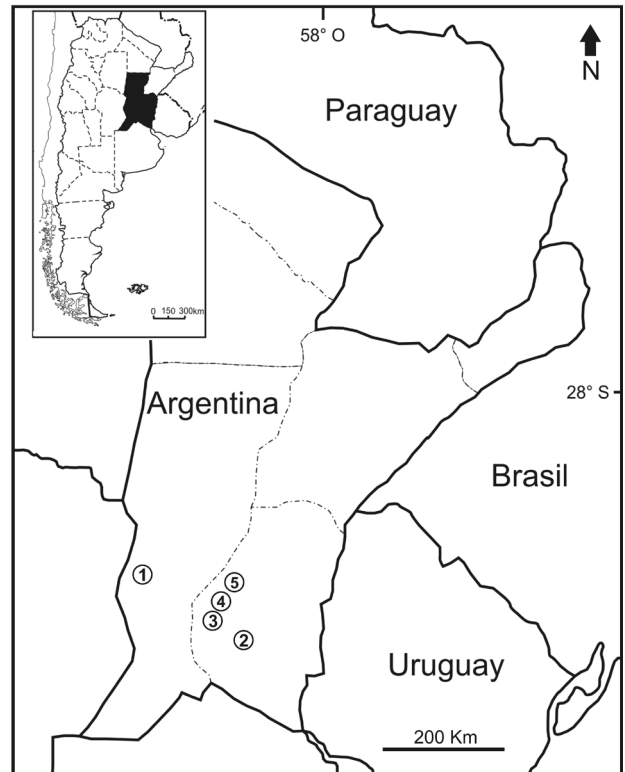 58° O
N
Paraguay
0 150 300km
28° S
Argentina
Brasil
1
5
4
3
2
Uruguay
200 Km